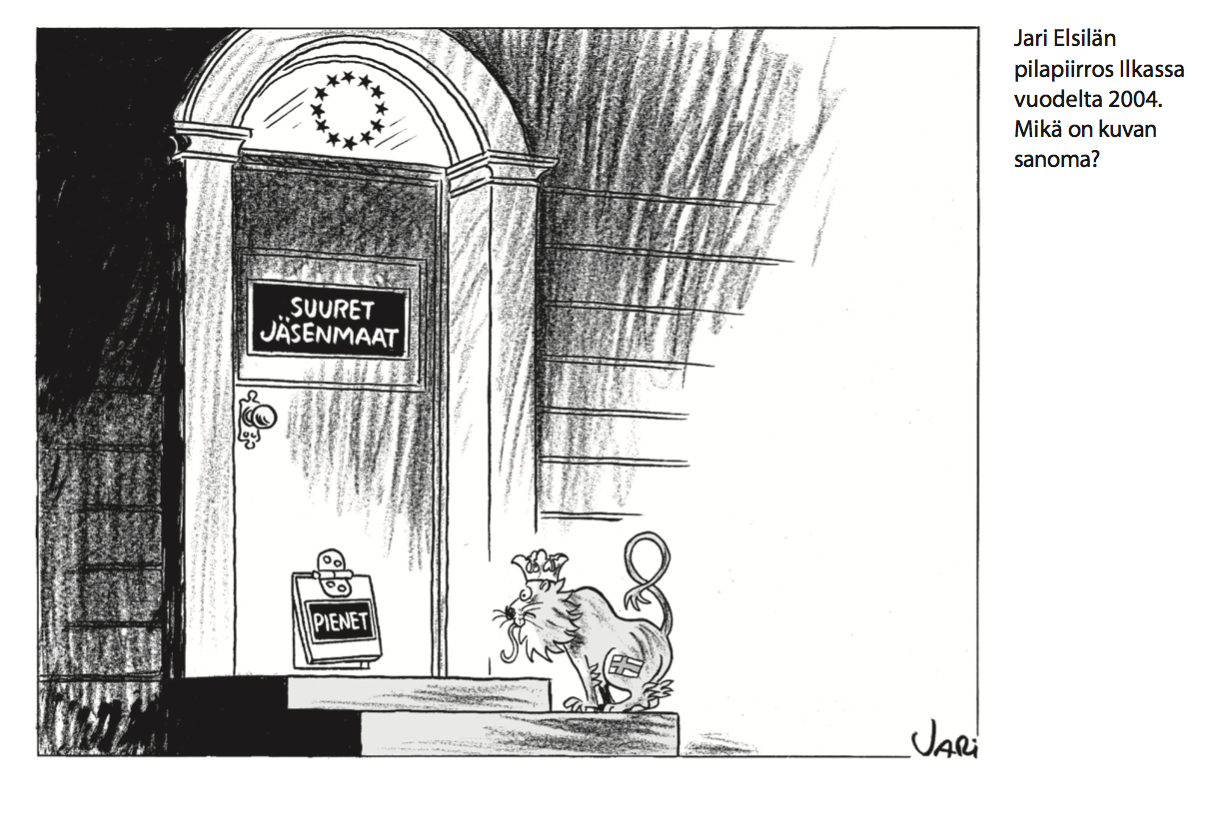 SUURET
JÄSENMAAT
PIENET
JARI
Jari Elsilän
pilapiirros Ilkassa
vuodelta 2004.
Mikä on kuvan
sanoma?